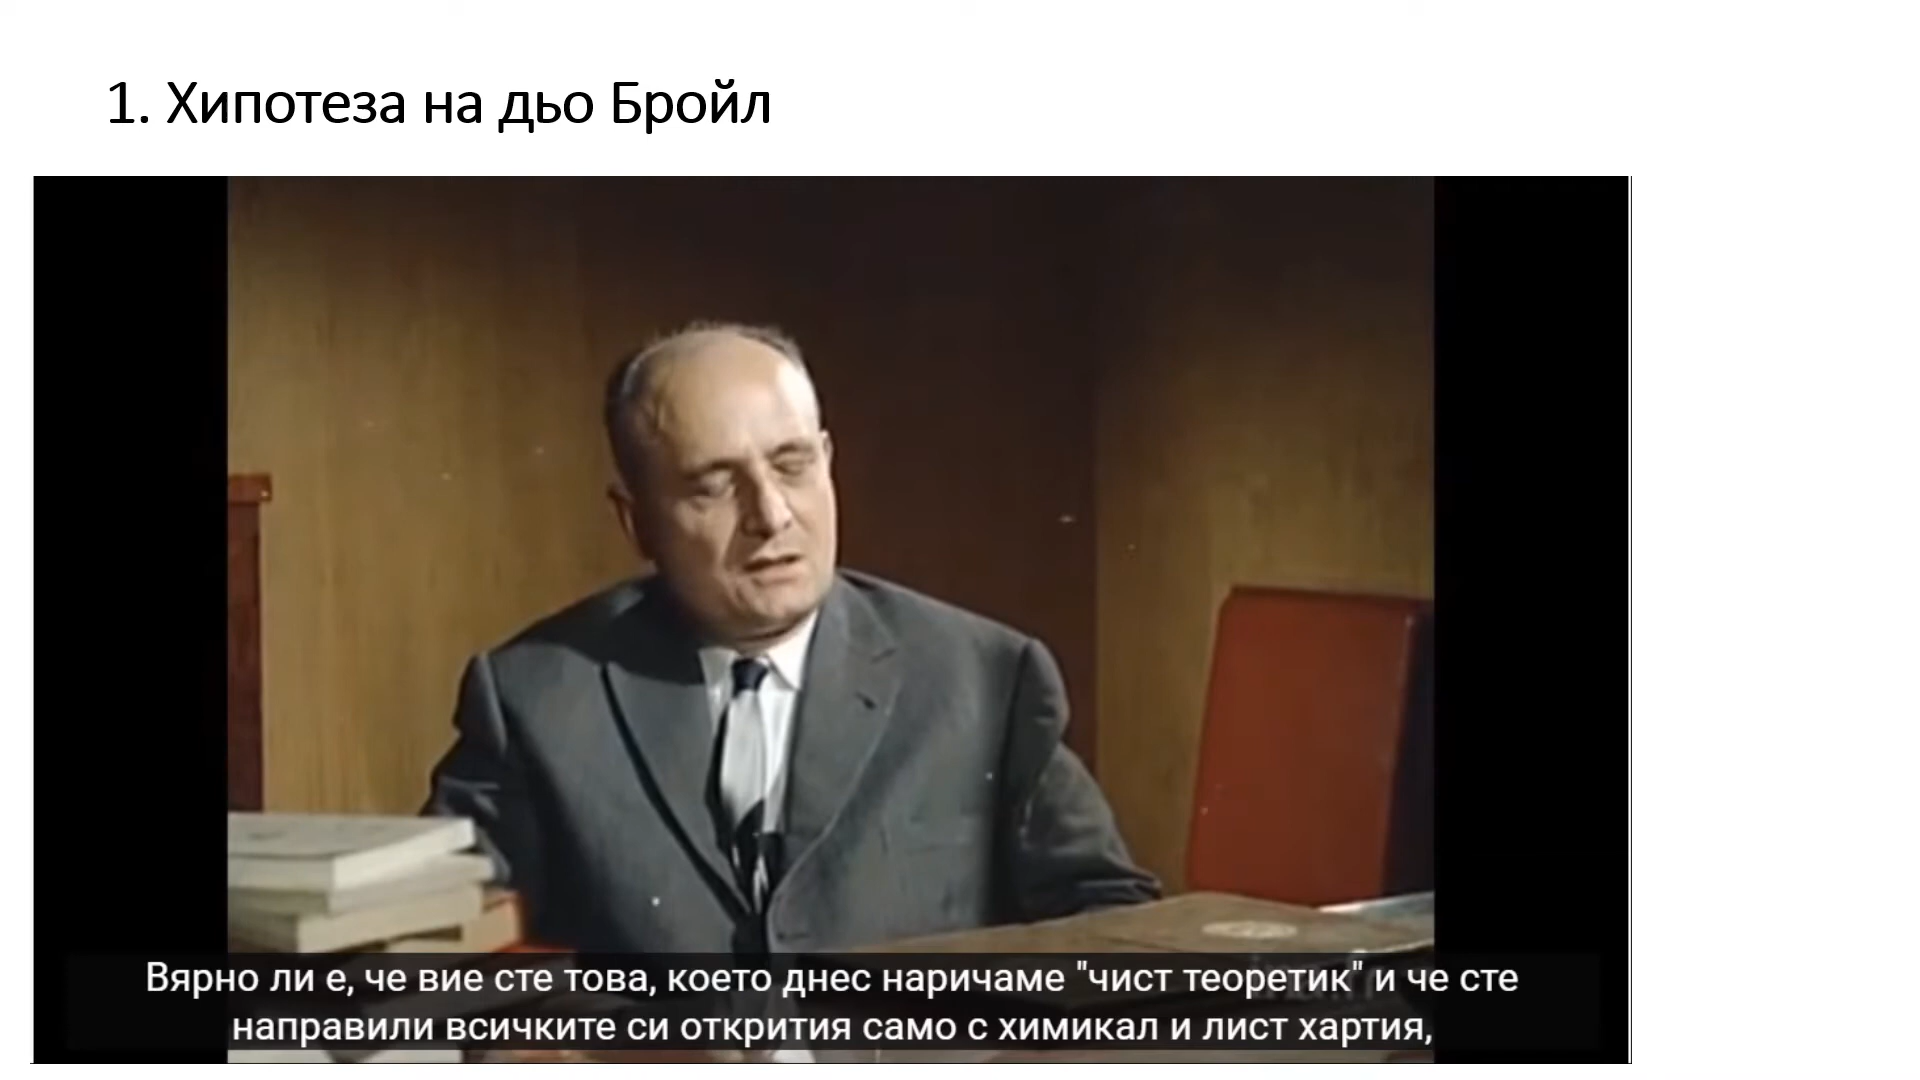 1. Хипотеза на дьо Бройл
Вярно ли е, че вие сте това, което днес наричаме "чист теоретик" и че сте
направили всичките си открития само с химикал и лист хартия,